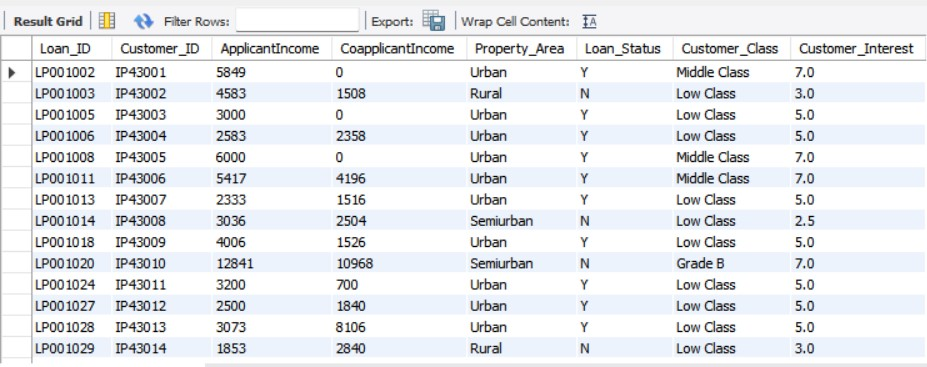 Result Grid Filter Rows: Export: Wrap Cell Content: IA
Loan_ID Customer_ID ApplicantIncome CoapplicantIncome Property_Area Loan_Status Customer_Class Customer_Interest
LP001002 IP43001 5849 0 Urban Y Middle Class 7.0
LP001003 IP43002 4583 1508 Rural N Low Class 3.0
LP001005 IP43003 3000 0 Urban Y Low Class 5.0
LP001006 IP43004 2583 2358 Urban Y Low Class 5.0
LP001008 IP43005 6000 0 Urban Y Middle Class 7.0
LP001011 IP43006 5417 4196 Urban Y Middle Class 7.0
LP001013 IP43007 2333 1516 Urban Y Low Class 5.0
LP001014 IP43008 3036 2504 Semiurban N Low Class 2.5
LP001018 IP43009 4006 1526 Urban Y Low Class 5.0
LP001020 IP43010 12841 10968 Semiurban N Grade B 7.0
LP001024 IP43011 3200 700 Urban Y Low Class 5.0
LP001027 IP43012 2500 1840 Urban Y Low Class 5.0
LP001028 IP43013 3073 8106 Urban Y Low Class 5.0
LP001029 IP43014 1853 2840 Rural N Low Class 3.0